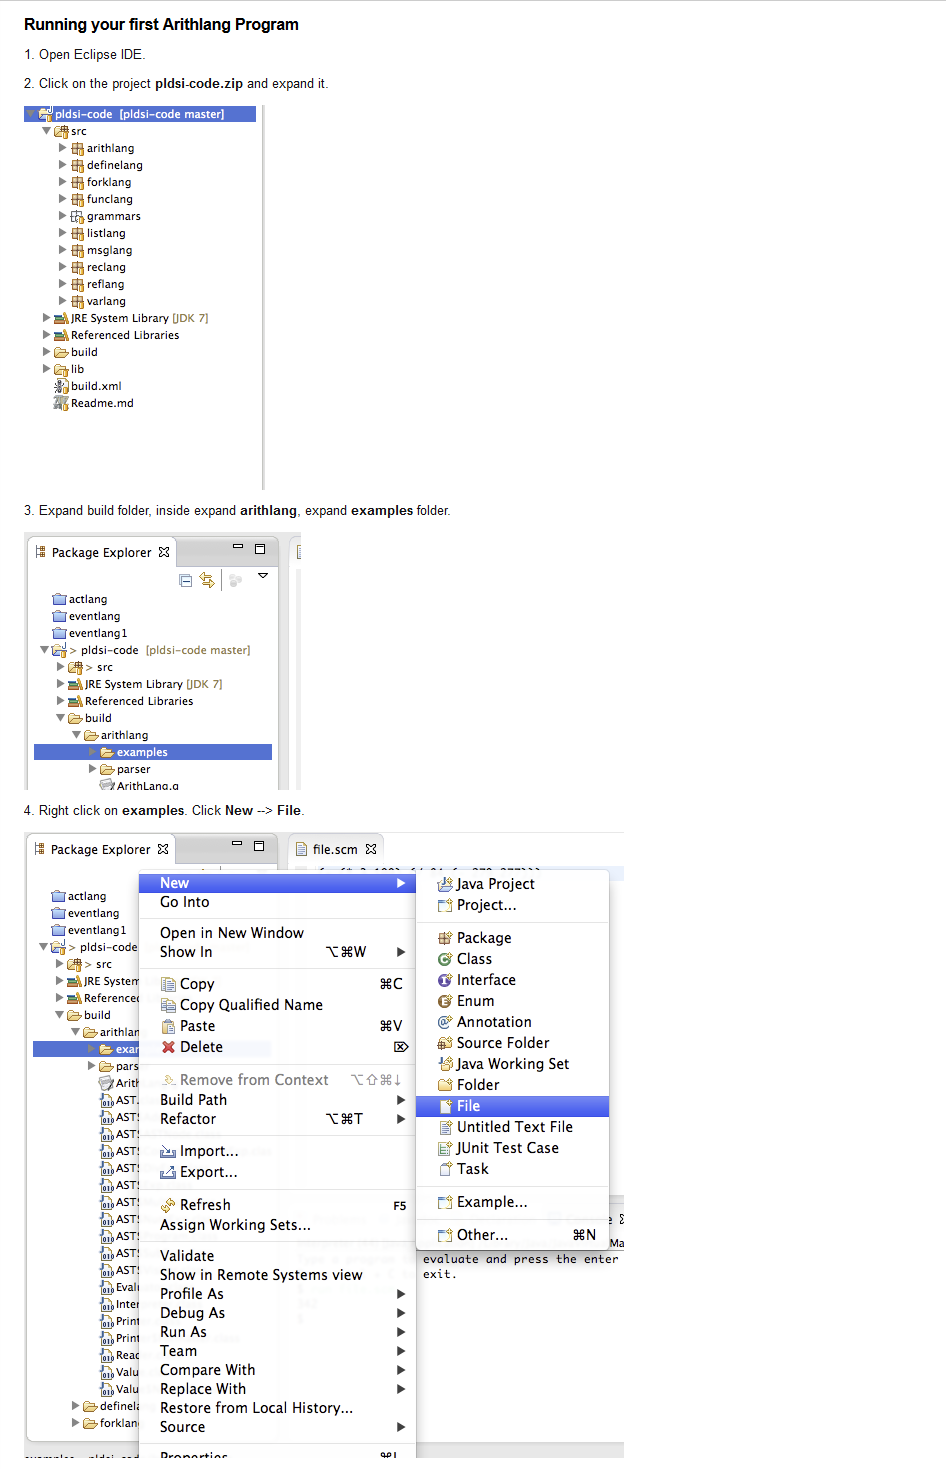 Running your first Arithlang Program
1. Open Eclipse IDE.
2. Click on the project pldsi-code.zip and expand it.
pldsi-code [pldsi-code master]
src
arithlang
definelang
forklang
funclang
grammars
listlang
msglang
reclang
reflang
varlang
JRE System Library [JDK 7]
Referenced Libraries
build
lib
build.xml
Readme.md
3. Expand build folder, inside expand arithlang, expand examples folder.
Package Explorer
actlang
eventlang
eventlang1
> pldsi-code [pldsi-code master]
> src
JRE System Library [JDK 7]
Referenced Libraries
build
arithlang
examples
parser
ArithLang.g
4. Right click on examples. Click New --> File.
Package Explorer
file.scm
actlang
eventlang
eventlang1
> pldsi-code
> src
JRE System
Referenced
build
arithlan
exam
pars
Arith
AST.
AST
AST
AST
AST
AST
AST
AST
AST
AST
AST
Evalu
Inter
Print
Print
Read
Valu
Valu
definela
forklan
New
Go Into
Open in New Window
Show In ⌥⌘W
Copy ⌘C
Copy Qualified Name
Paste ⌘V
Delete ⌦
Remove from Context ⌥⇧⌘↓
Build Path
Refactor ⌥⌘T
Import...
Export...
Refresh F5
Assign Working Sets...
Validate
Show in Remote Systems view
Profile As
Debug As
Run As
Team
Compare With
Replace With
Restore from Local History...
Source
Properties ⌘I
Java Project
Project...
Package
Class
Interface
Enum
Annotation
Source Folder
Java Working Set
Folder
File
Untitled Text File
JUnit Test Case
Task
Example...
Other... ⌘N
Ma
evaluate and press the enter
exit.